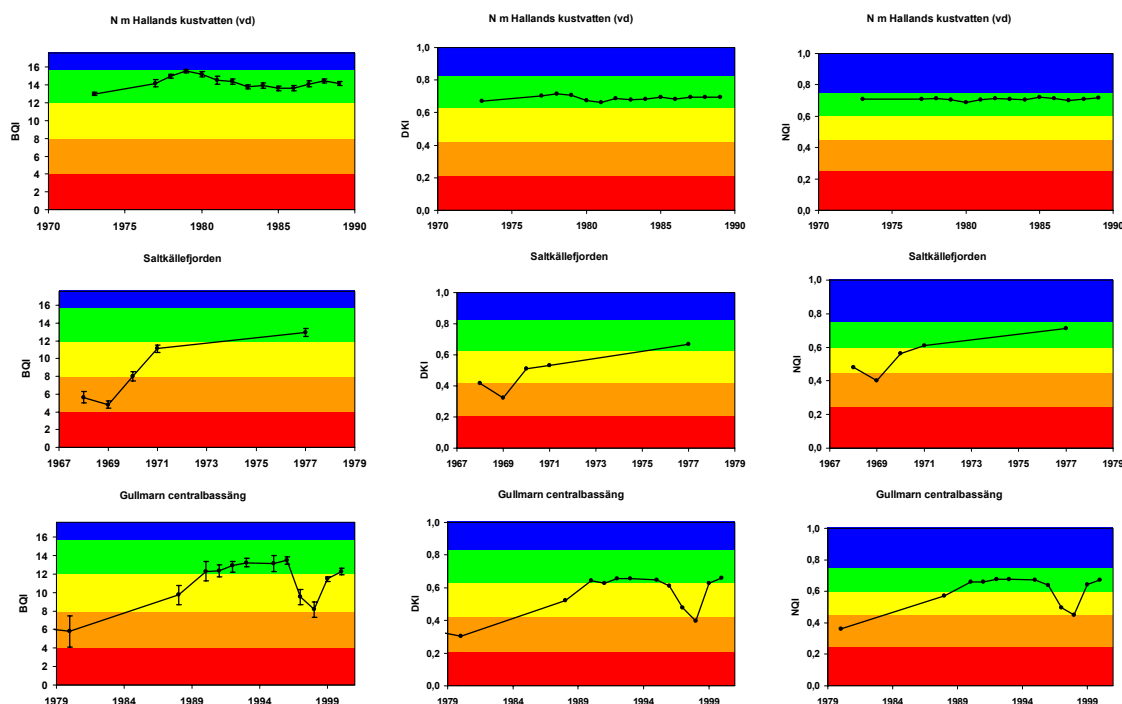 N m Hallands kustvatten (vd)
BQI
16
14
12
10
8
6
4
2
0
1970 1975 1980 1985 1990
N m Hallands kustvatten (vd)
DKI
1,0
0,8
0,6
0,4
0,2
0,0
1970 1975 1980 1985 1990
N m Hallands kustvatten (vd)
NQI
1,0
0,8
0,6
0,4
0,2
0,0
1970 1975 1980 1985 1990
Saltkällefjorden
BQI
16
14
12
10
8
6
4
2
0
1967 1969 1971 1973 1975 1977 1979
Saltkällefjorden
DKI
1,0
0,8
0,6
0,4
0,2
0,0
1967 1969 1971 1973 1975 1977 1979
Saltkällefjorden
NQI
1,0
0,8
0,6
0,4
0,2
0,0
1967 1969 1971 1973 1975 1977 1979
Gullmarn centralbassäng
BQI
16
14
12
10
8
6
4
2
0
1979 1984 1989 1994 1999
Gullmarn centralbassäng
DKI
1,0
0,8
0,6
0,4
0,2
0,0
1979 1984 1989 1994 1999
Gullmarn centralbassäng
NQI
1,0
0,8
0,6
0,4
0,2
0,0
1979 1984 1989 1994 1999